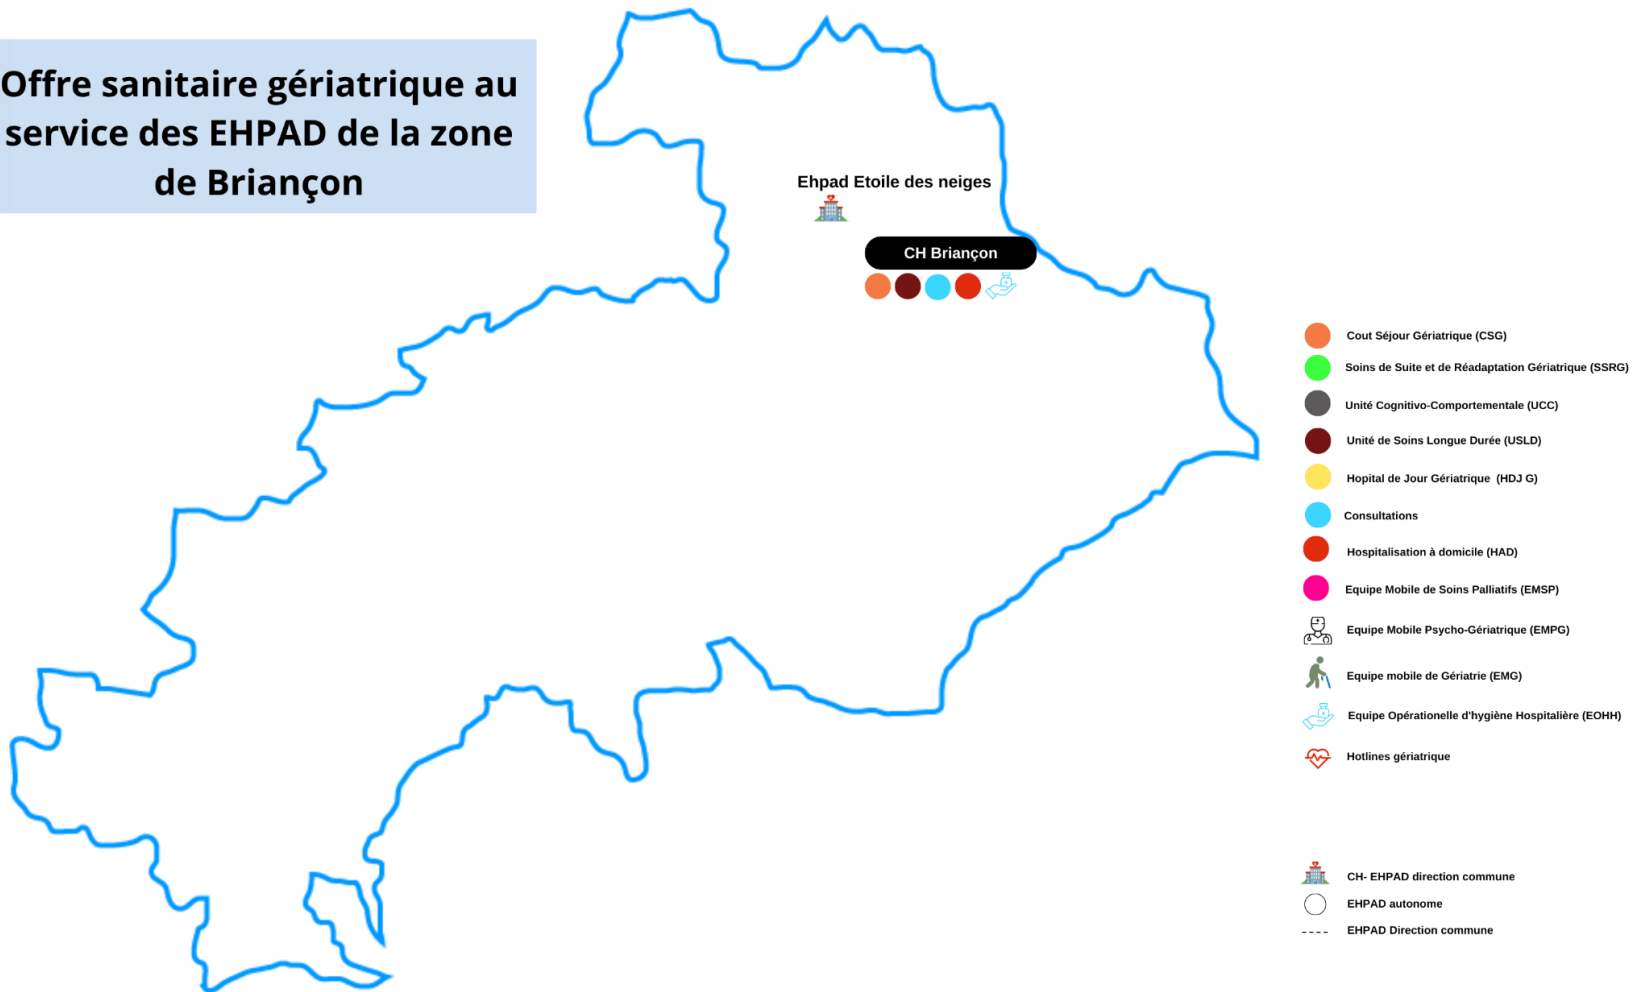 Offre sanitaire gériatrique au
service des EHPAD de la zone
de Briançon
Ehpad Etoile des neiges
CH Briançon
Cout Séjour Gériatrique (CSG)
Soins de Suite et de Réadaptation Gériatrique (SSRG)
Unité Cognitivo-Comportementale (UCC)
Unité de Soins Longue Durée (USLD)
Hopital de Jour Gériatrique (HDJ G)
Consultations
Hospitalisation à domicile (HAD)
Equipe Mobile de Soins Palliatifs (EMSP)
Equipe Mobile Psycho-Gériatrique (EMPG)
Equipe mobile de Gériatrie (EMG)
Equipe Opérationelle d'hygiène Hospitalière (EOHH)
Hotlines gériatrique
CH- EHPAD direction commune
EHPAD autonome
EHPAD Direction commune